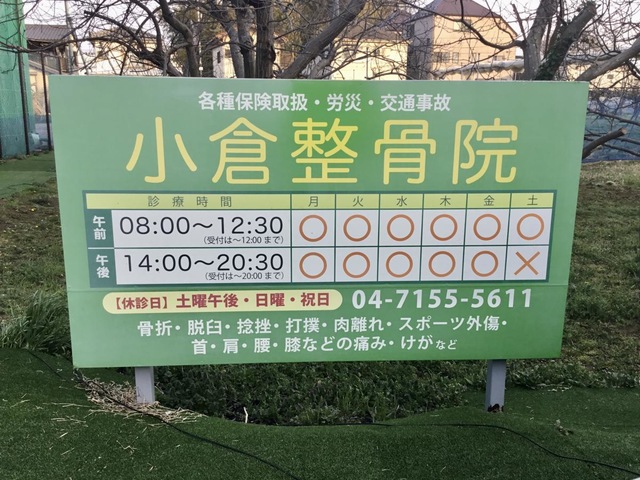 各種保険取扱・労災・交通事故
小倉整骨院
診療時間 月 火 水 木 金 土
午前 08:00〜12:30 ○ ○ ○ ○ ○ ○
(受付は〜12:00まで)
午後 14:00〜20:30 ○ ○ ○ ○ ○ ×
(受付は〜20:00まで)
【休診日】土曜午後・日曜・祝日 04-7155-5611
骨折・脱臼・捻挫・打撲・肉離れ・スポーツ外傷・
首・肩・腰・膝などの痛み・けがなど